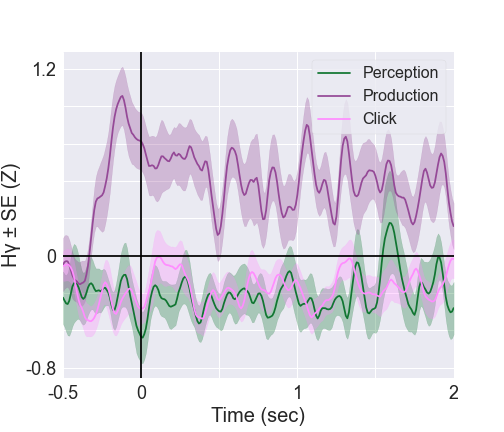 Perception
Production
Click
1.2
0
-0.8
Hγ ± SE (Z)
-0.5
0
1
2
Time (sec)